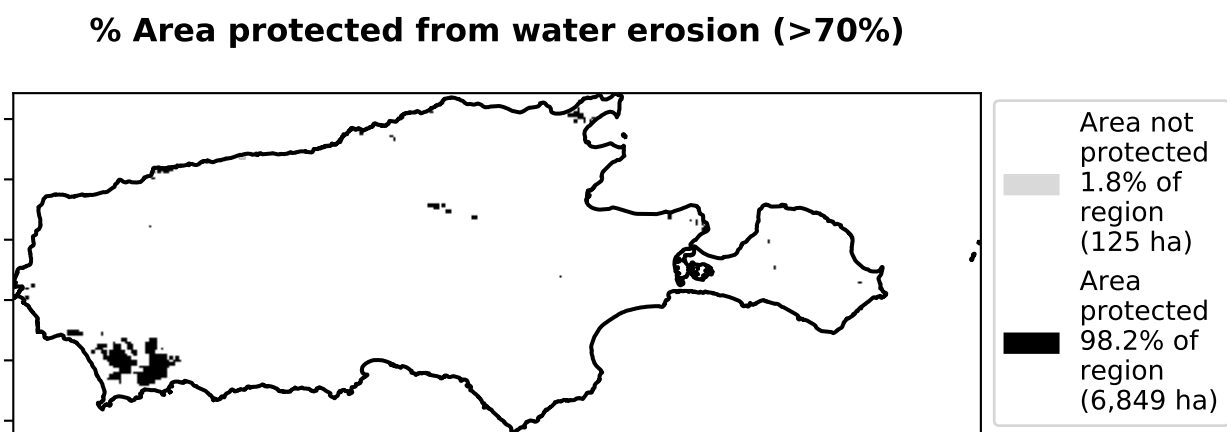 % Area protected from water erosion (>70%)
Area not
protected
1.8% of
region
(125 ha)
Area
protected
98.2% of
region
(6,849 ha)